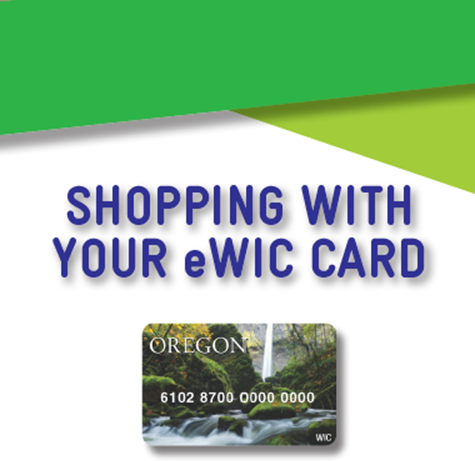 SHOPPING WITH
YOUR eWIC CARD
OREGON
6102 8700 0000 0000
WIC